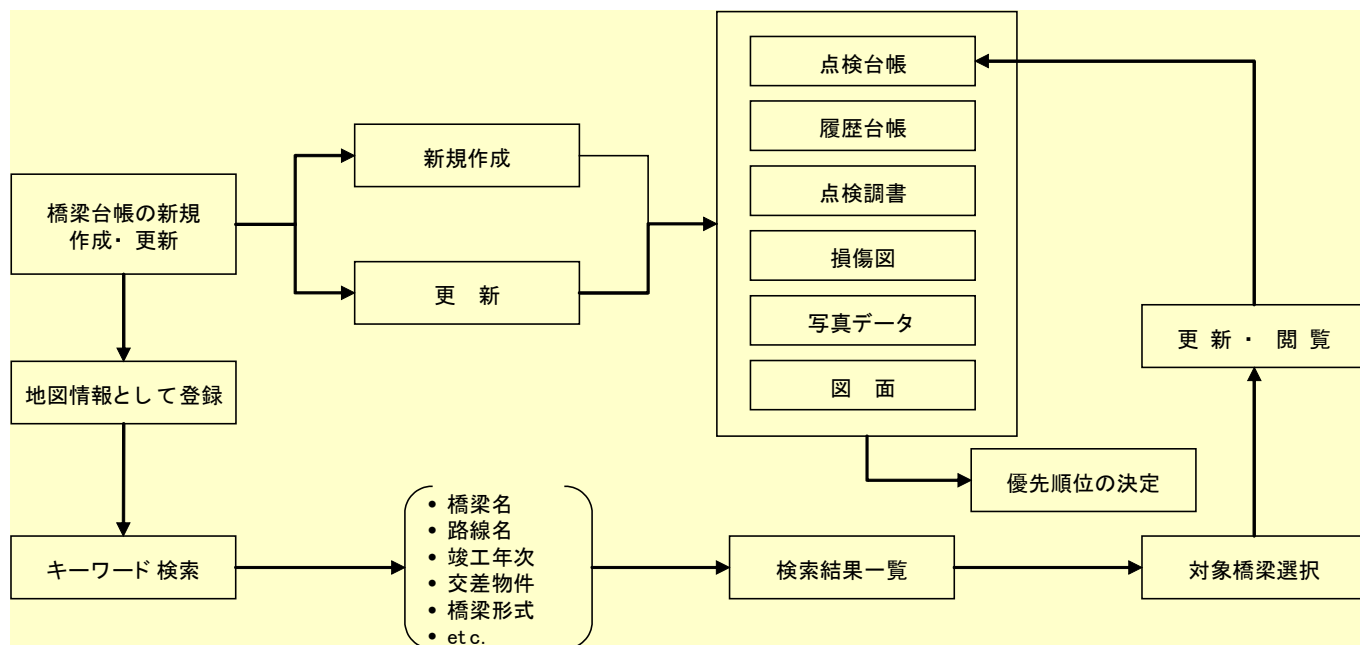 点検台帳
履歴台帳
新規作成
点検調書
橋梁台帳の新規
作成・更新
損傷図
更　新
写真データ
更 新 ・ 閲 覧
地図情報として登録
図　面
優先順位の決定
• 橋梁名
• 路線名
• 竣工年次
• 交差物件
• 橋梁形式
• etc.
キーワード検索
検索結果一覧
対象橋梁選択